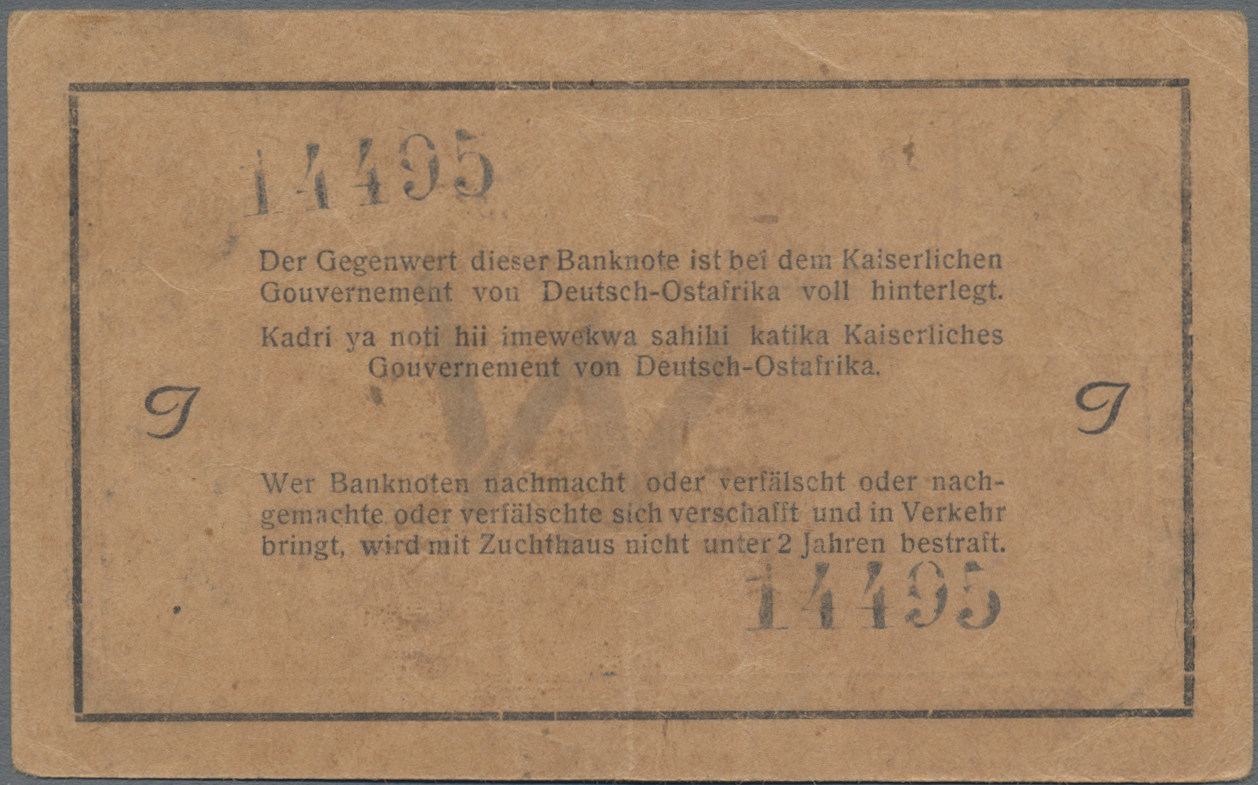 14495
Der Gegenwert dieser Banknote ist bei dem Kaiserlichen
Gouvernement von Deutsch-Ostafrika voll hinterlegt.
Kadri ya noti hii imewekwa sahihi katika Kaiserliches
Gouvernement von Deutsch-Ostafrika.
T T
Wer Banknoten nachmacht oder verfälscht oder nach-
gemachte oder verfälschte sich verschafft und in Verkehr
bringt, wird mit Zuchthaus nicht unter 2 Jahren bestraft.
14495